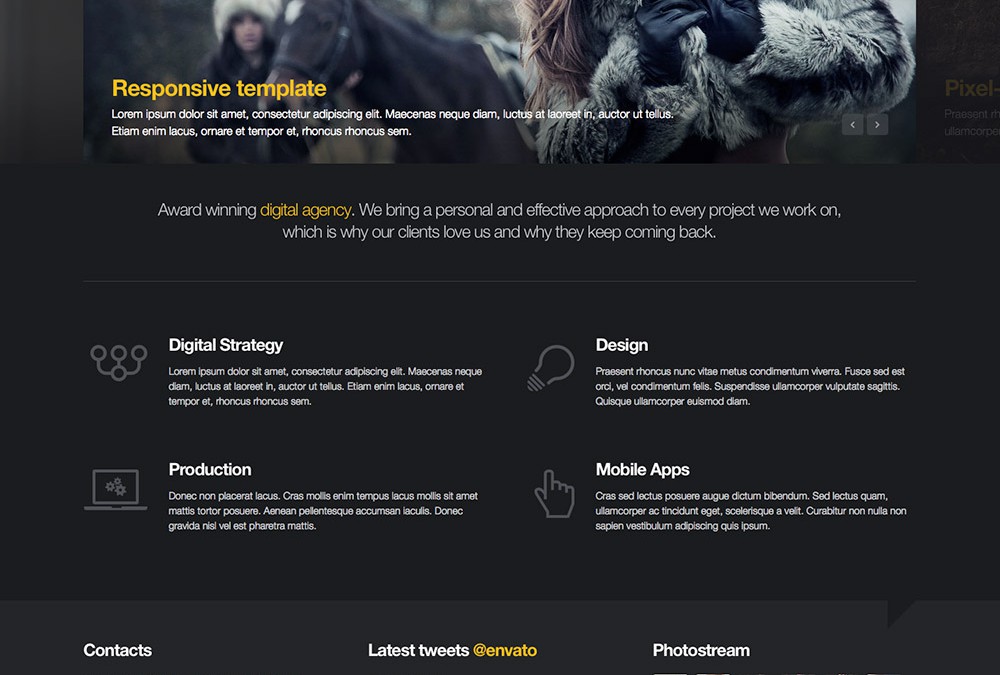 Responsive template
Lorem ipsum dolor sit amet, consectetur adipiscing elit. Maecenas neque diam, luctus at laoreet in, auctor ut tellus.
Etiam enim lacus, ornare et tempor et, rhoncus rhoncus sem.
Pixel-
Praesent rh
ullamcorpe
Award winning digital agency. We bring a personal and effective approach to every project we work on,
which is why our clients love us and why they keep coming back.
Digital Strategy
Lorem ipsum dolor sit amet, consectetur adipiscing elit. Maecenas neque
diam, luctus at laoreet in, auctor ut tellus. Etiam enim lacus, ornare et
tempor et, rhoncus rhoncus sem.
Design
Praesent rhoncus nunc vitae metus condimentum viverra. Fusce sed est
orci, vel condimentum felis. Suspendisse ullamcorper vulputate sagittis.
Quisque ullamcorper euismod diam.
Production
Donec non placerat lacus. Cras mollis enim tempus lacus mollis sit amet
mattis tortor posuere. Aenean pellentesque accumsan iaculis. Donec
gravida nisl vel est pharetra mattis.
Mobile Apps
Cras sed lectus posuere augue dictum bibendum. Sed lectus quam,
ullamcorper ac tincidunt eget, scelerisque a velit. Curabitur non nulla non
sapien vestibulum adipiscing quis ipsum.
Contacts
Latest tweets @envato
Photostream